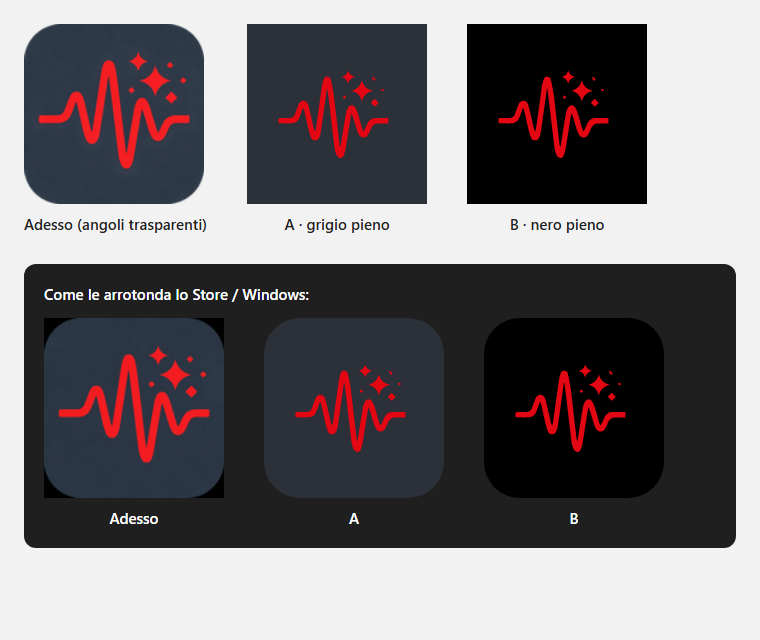 Adesso (angoli trasparenti)
A · grigio pieno
B · nero pieno
Come le arrotonda lo Store / Windows:
Adesso
A
B